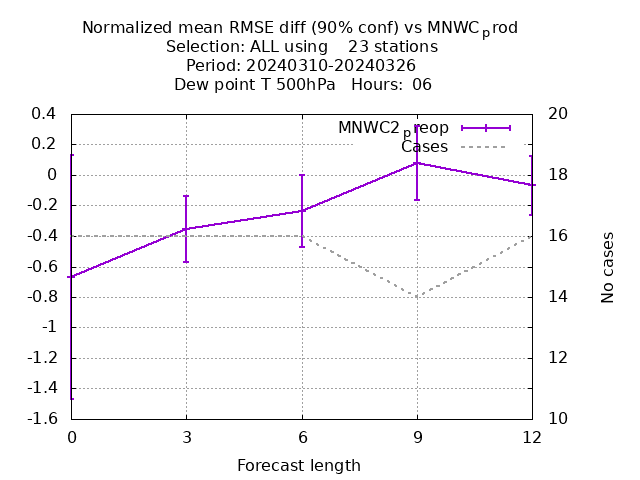 Normalized mean RMSE diff (90% conf) vs MNWCprod
Selection: ALL using    23 stations
Period: 20240310-20240326
Dew point T 500hPa   Hours: 06
0.4
0.2
0
-0.2
-0.4
-0.6
-0.8
-1
-1.2
-1.4
-1.6
MNWC2preop
Cases
20
18
16
14
12
10
No cases
0 3 6 9 12
Forecast length